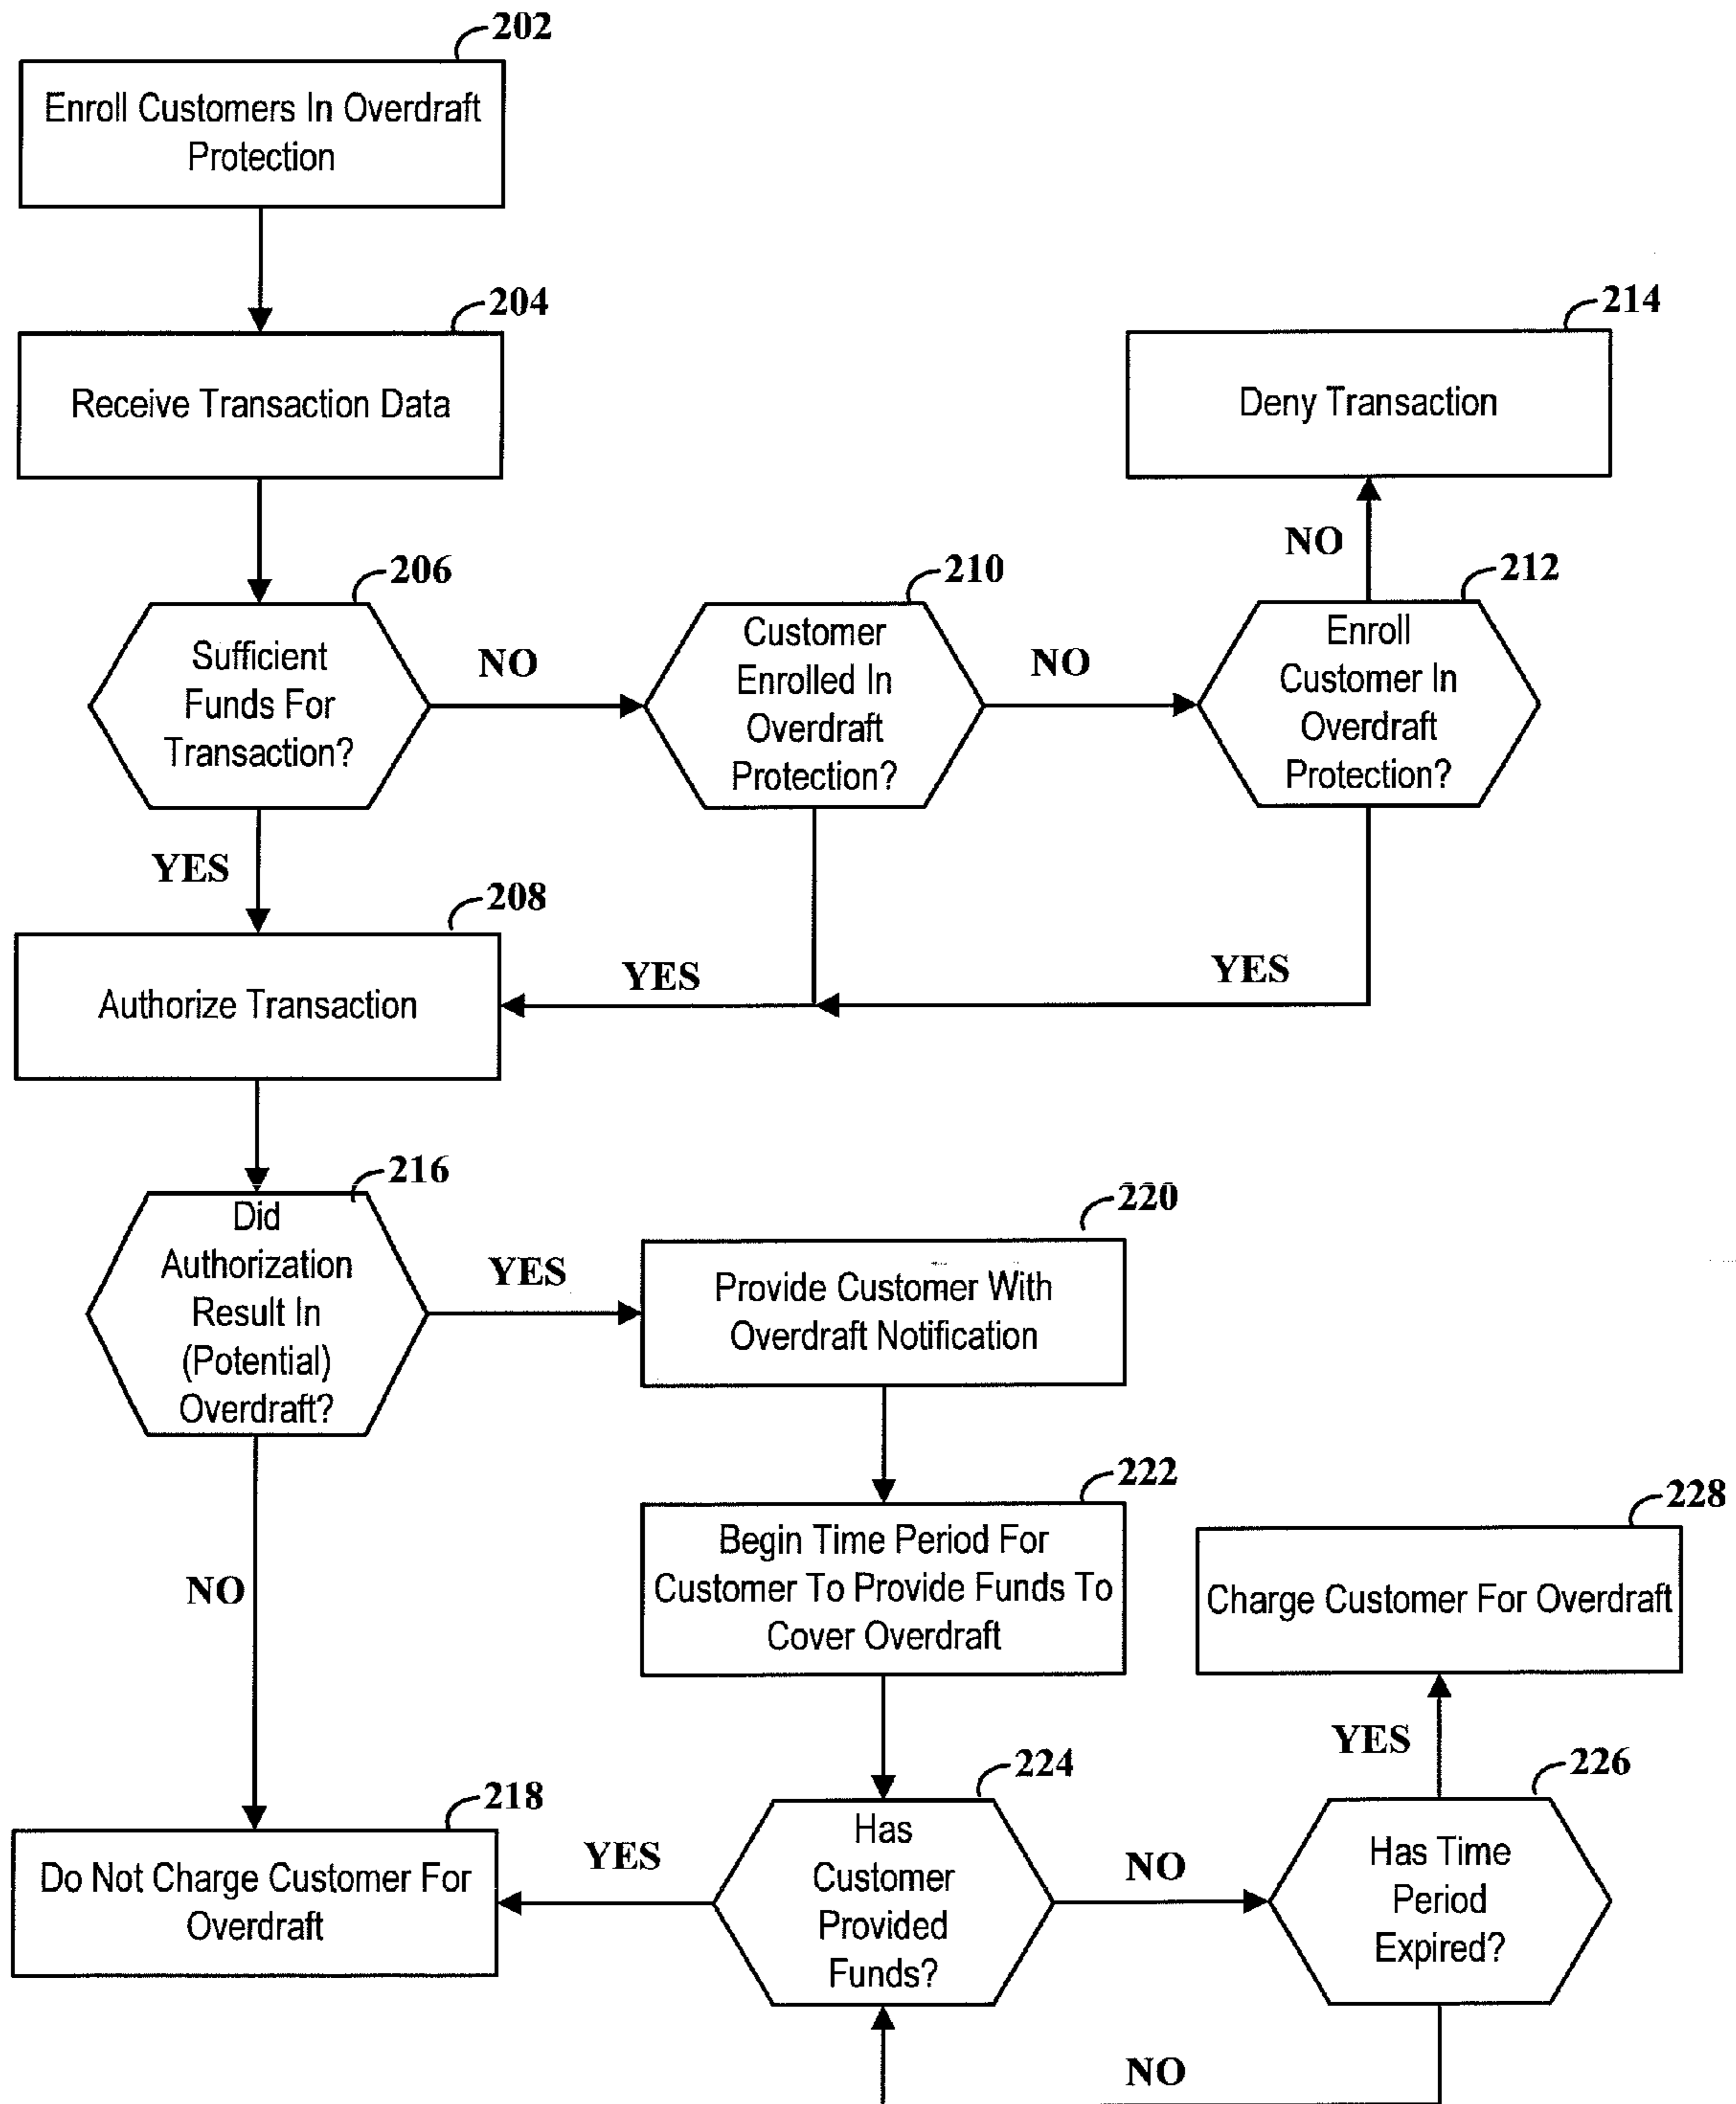 202
Enroll Customers In Overdraft
Protection
204
Receive Transaction Data
214
Deny Transaction
NO
206
Sufficient
Funds For
Transaction?
NO
210
Customer
Enrolled In
Overdraft
Protection?
NO
212
Enroll
Customer In
Overdraft
Protection?
YES
208
Authorize Transaction
YES
YES
216
Did
Authorization
Result In
(Potential)
Overdraft?
YES
220
Provide Customer With
Overdraft Notification
222
Begin Time Period For
Customer To Provide Funds To
Cover Overdraft
228
Charge Customer For Overdraft
NO
YES
218
Do Not Charge Customer For
Overdraft
YES
224
Has
Customer
Provided
Funds?
NO
226
Has Time
Period
Expired?
NO